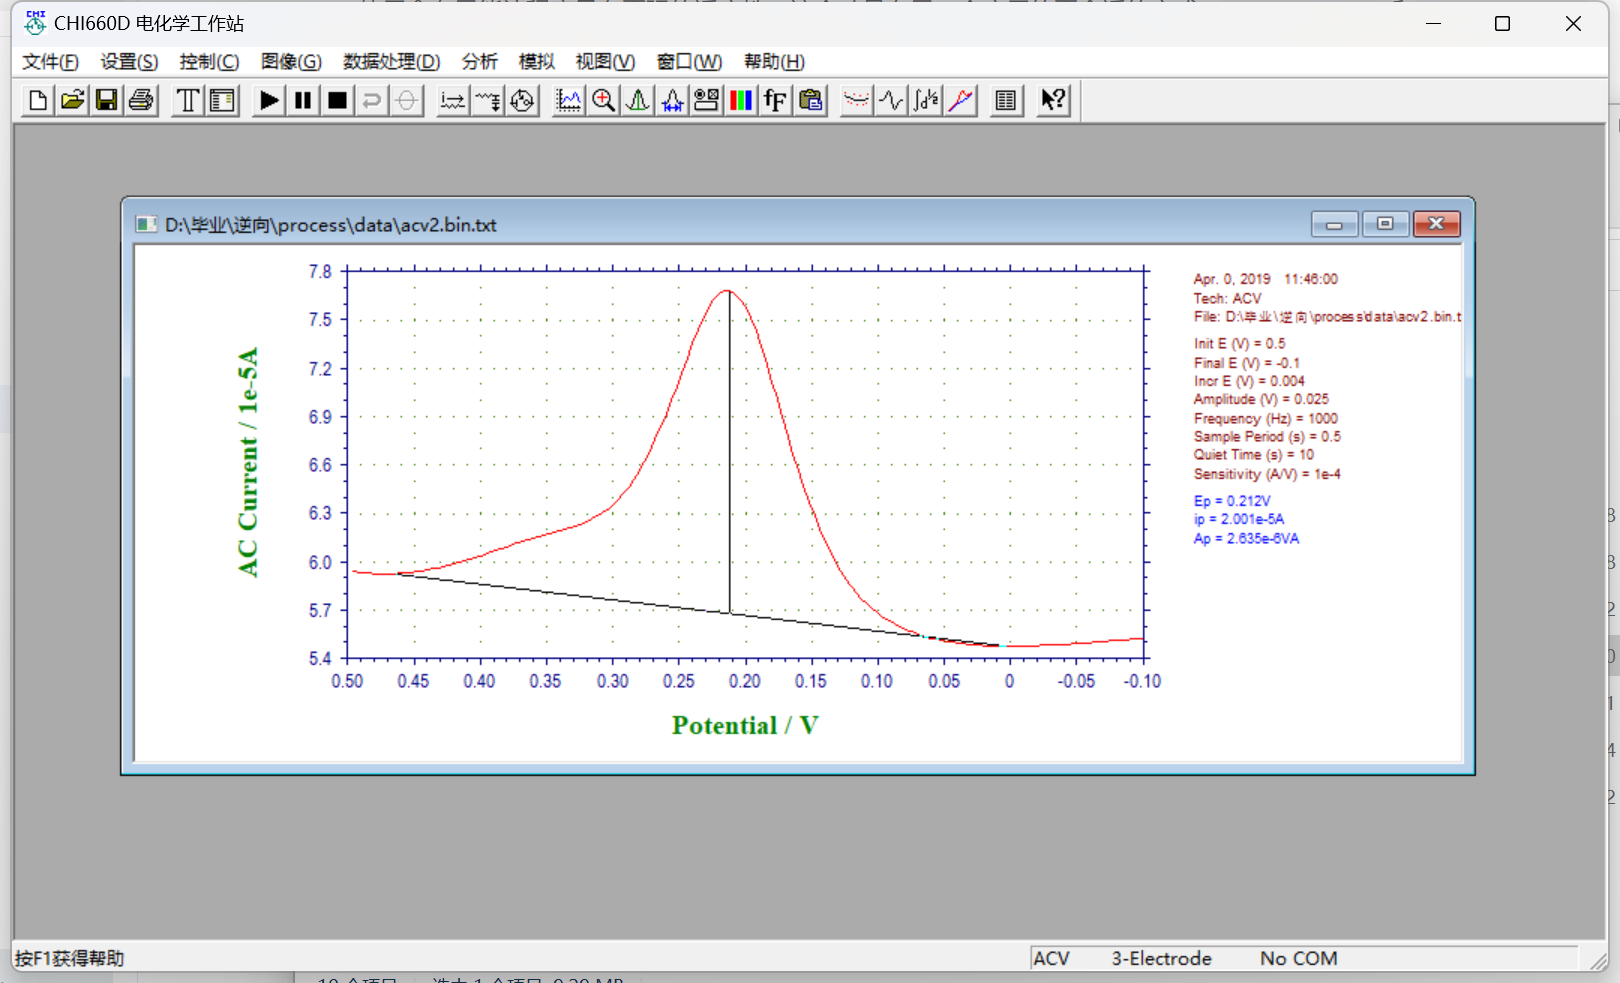 CHI
CHI660D 电化学工作站
文件(F) 设置(S) 控制(C) 图像(G) 数据处理(D) 分析 模拟 视图(V) 窗口(W) 帮助(H)
D:\毕业\逆向\process\data\acv2.bin.txt
7.8
7.5
7.2
6.9
6.6
6.3
6.0
5.7
5.4
AC Current / 1e-5A
0.50 0.45 0.40 0.35 0.30 0.25 0.20 0.15 0.10 0.05 0 -0.05 -0.10
Potential / V
Apr. 0, 2019 11:46:00
Tech: ACV
File: D:\毕业\逆向\process\data\acv2.bin.t
Init E (V) = 0.5
Final E (V) = -0.1
Incr E (V) = 0.004
Amplitude (V) = 0.025
Frequency (Hz) = 1000
Sample Period (s) = 0.5
Quiet Time (s) = 10
Sensitivity (A/V) = 1e-4
Ep = 0.212V
ip = 2.001e-5A
Ap = 2.635e-6VA
按F1获得帮助
ACV 3-Electrode No COM